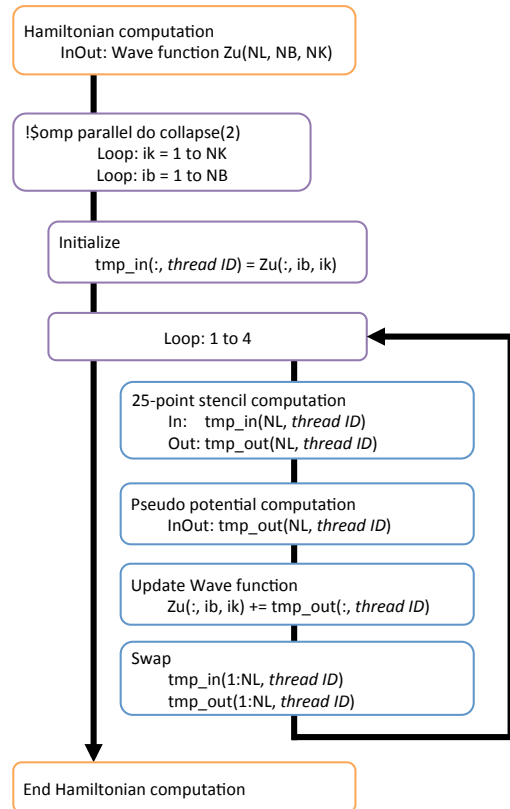 Hamiltonian computation
InOut: Wave function Zu(NL, NB, NK)
!$omp parallel do collapse(2)
Loop: ik = 1 to NK
Loop: ib = 1 to NB
Initialize
tmp_in(:, thread ID) = Zu(:, ib, ik)
Loop: 1 to 4
25-point stencil computation
In: tmp_in(NL, thread ID)
Out: tmp_out(NL, thread ID)
Pseudo potential computation
InOut: tmp_out(NL, thread ID)
Update Wave function
Zu(:, ib, ik) += tmp_out(:, thread ID)
Swap
tmp_in(1:NL, thread ID)
tmp_out(1:NL, thread ID)
End Hamiltonian computation